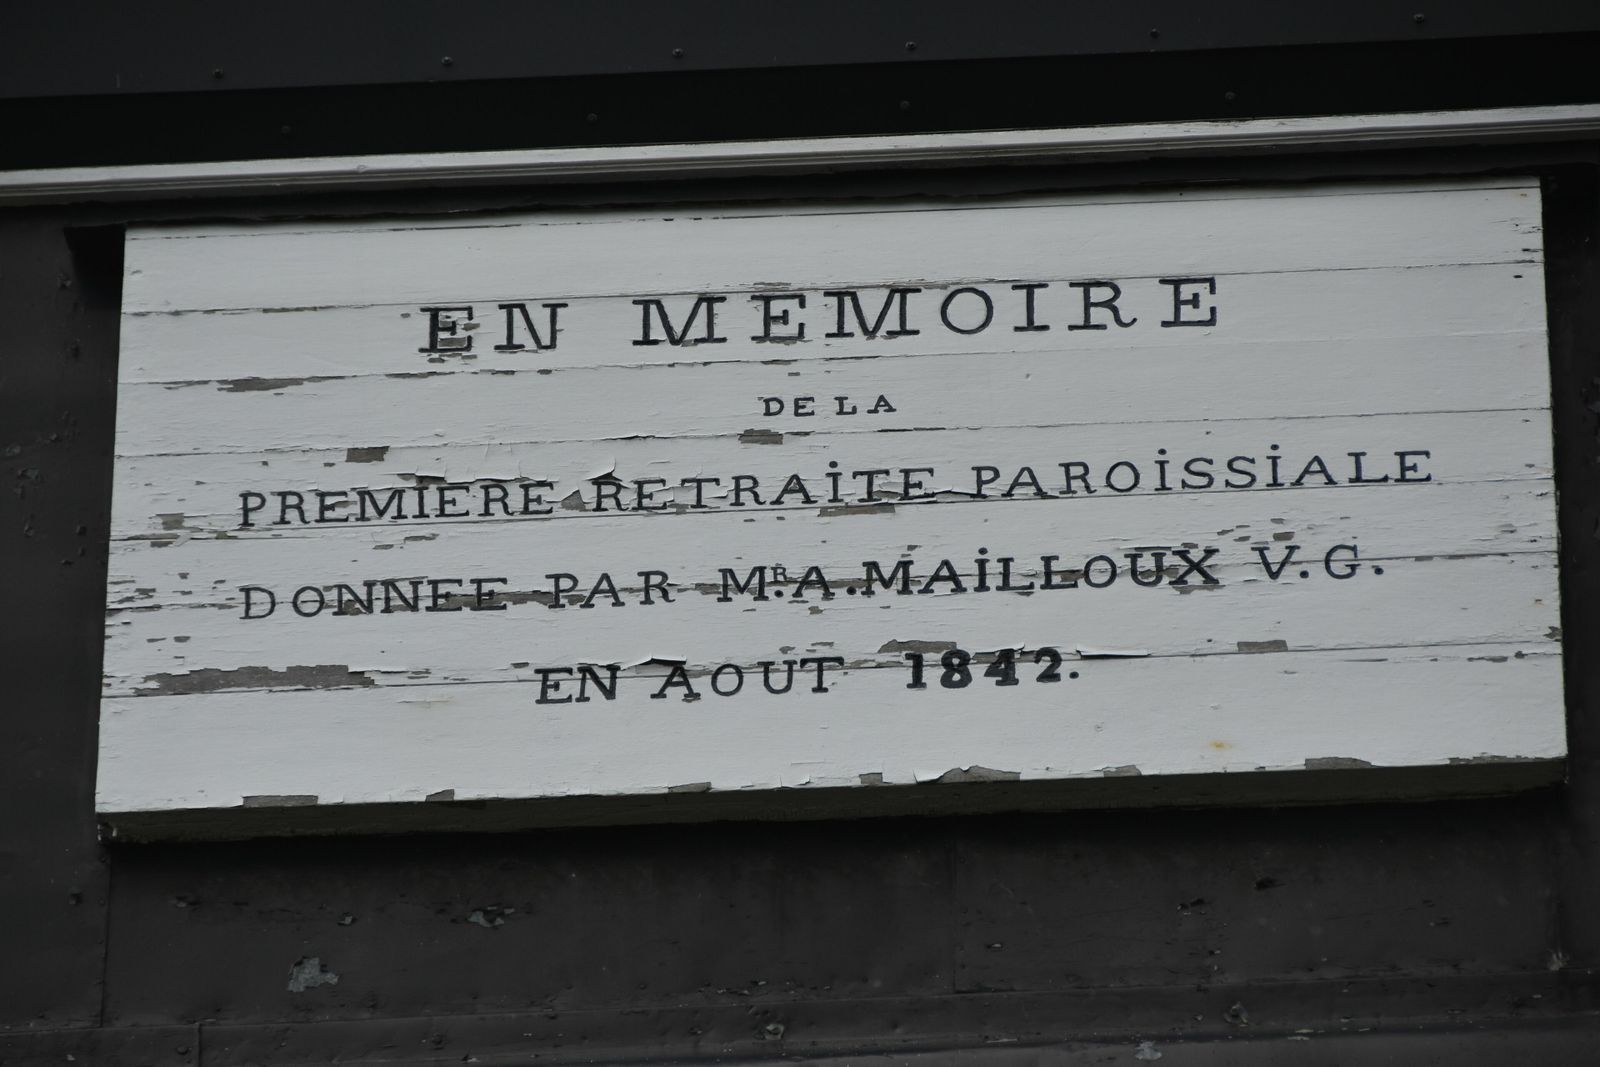 EN MEMOIRE
DE LA
PREMIERE RETRAiTE PAROiSSiALE
DONNEE PAR MR. A. MAiLLOUX V. G.
EN AOUT 1842.